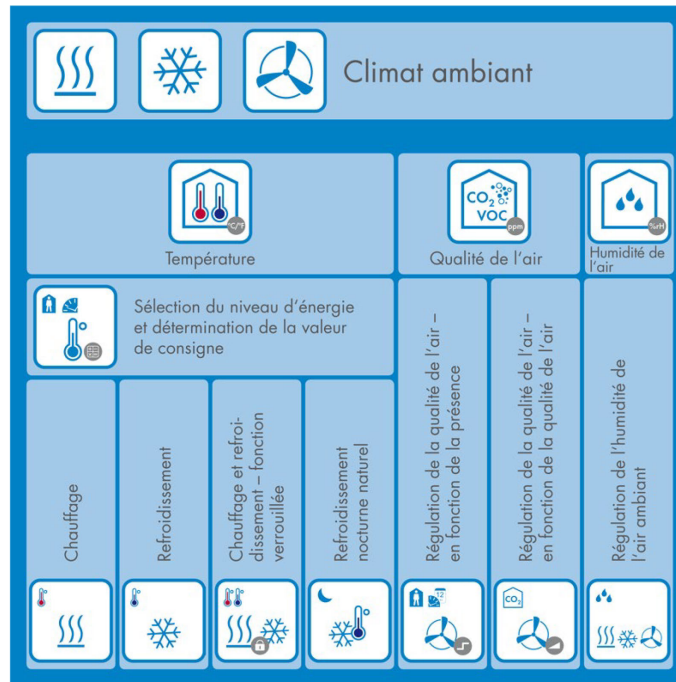 Climat ambiant
°C/°F
Température
CO₂
VOC
ppm
Qualité de l'air
%rH
Humidité de
l'air
Sélection du niveau d'énergie
et détermination de la valeur
de consigne
Chauffage
Refroidissement
Chauffage et refroi-
dissement – fonction
verrouillée
Refroidissement
nocturne naturel
Régulation de la qualité de l'air –
en fonction de la présence
Régulation de la qualité de l'air –
en fonction de la qualité de l'air
Régulation de l'humidité de
l'air ambiant
12
CO₂